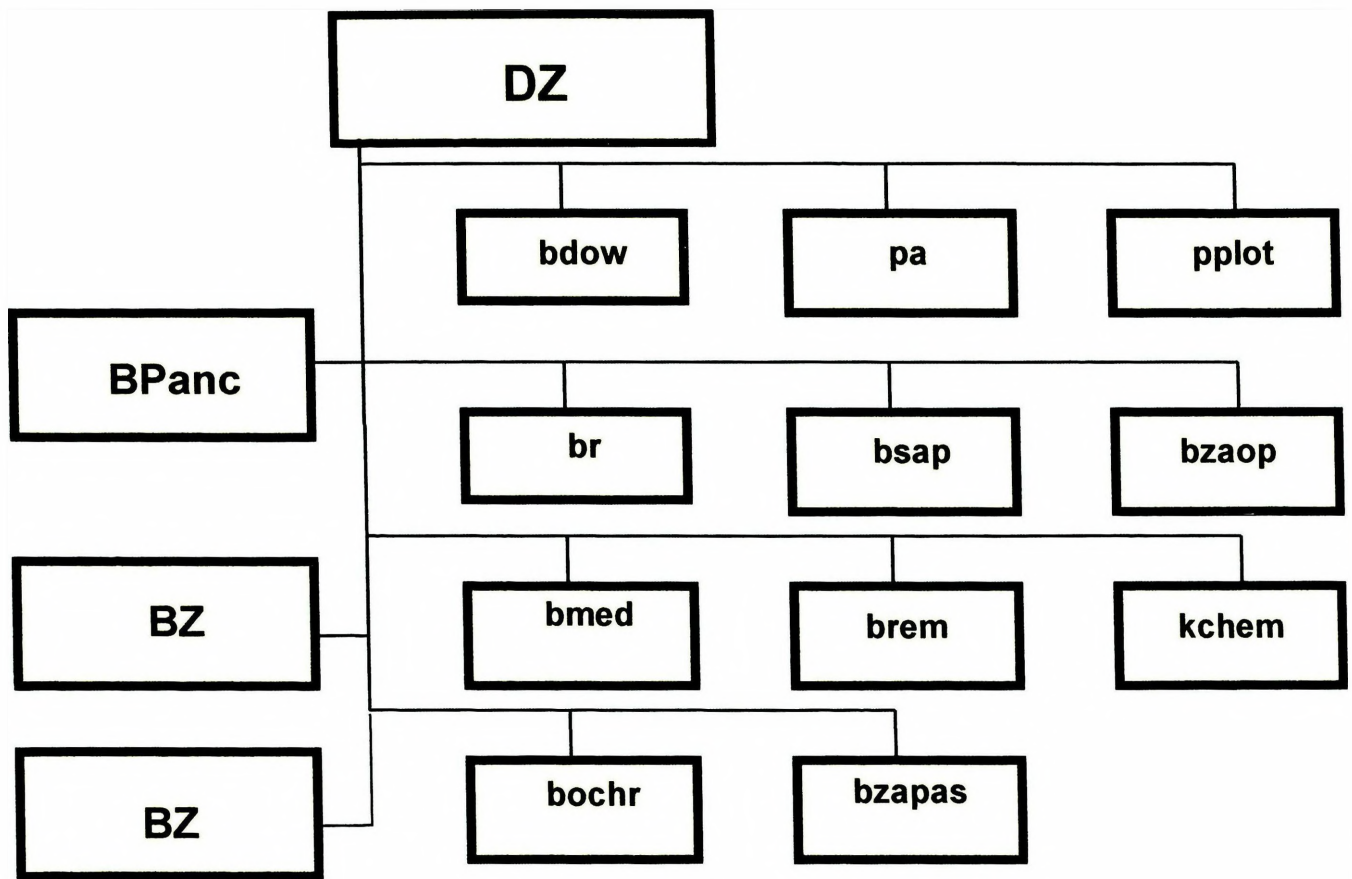 DZ
bdow
pa
pplot
BPanc
br
bsap
bzaop
BZ
bmed
brem
kchem
BZ
bochr
bzapas